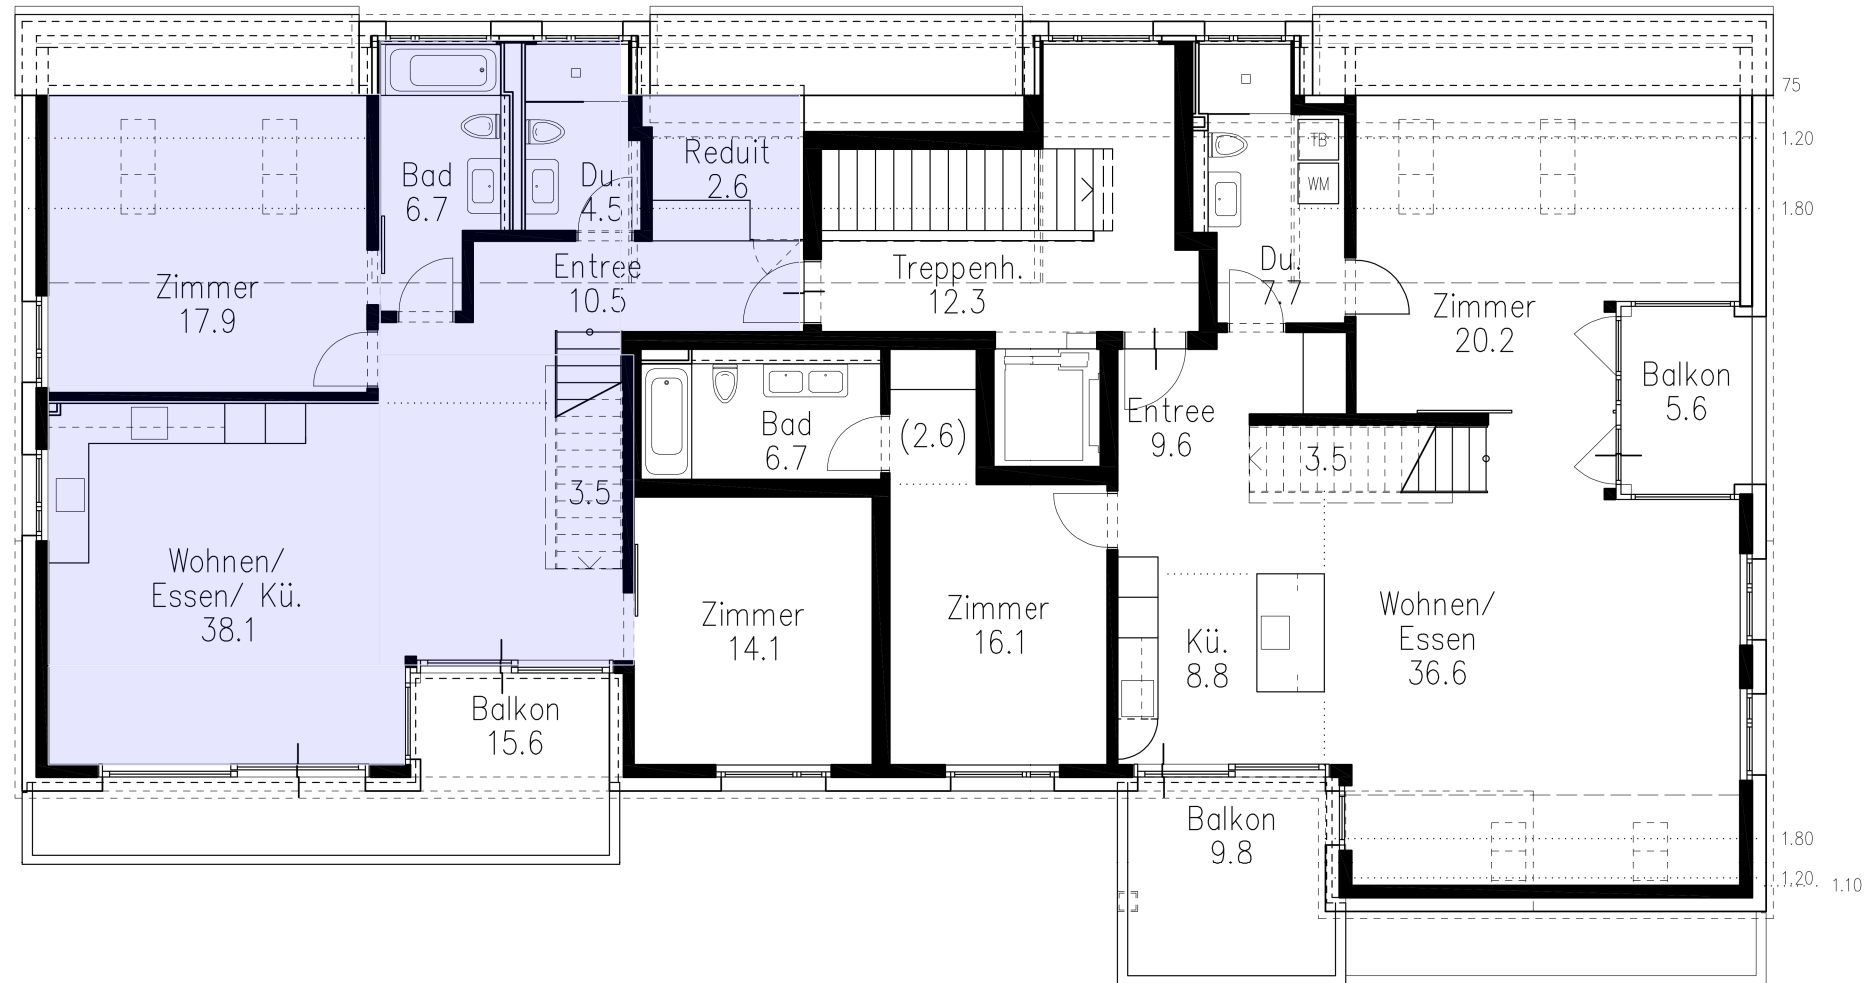 75
1.20
1.80
Reduit
2.6
Bad
6.7
Du.
4.5
TB
WM
Zimmer
17.9
Entree
10.5
Treppenh.
12.3
Du.
7.7
Zimmer
20.2
Balkon
5.6
Bad
6.7
(2.6)
Entree
9.6
3.5
3.5
Wohnen/
Essen/ Kü.
38.1
Zimmer
14.1
Zimmer
16.1
Kü.
8.8
Wohnen/
Essen
36.6
Balkon
15.6
Balkon
9.8
1.80
1.20
1.10